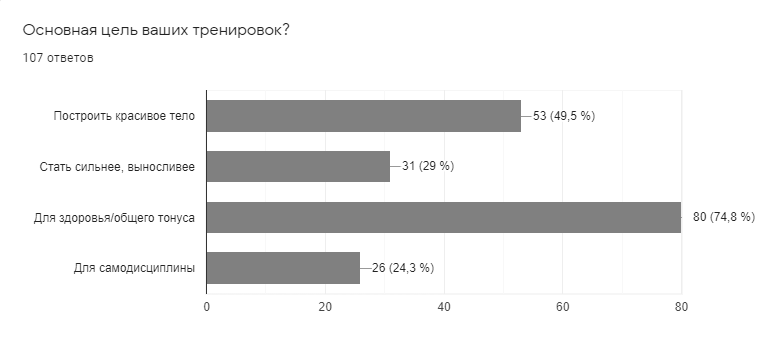 Основная цель ваших тренировок?
107 ответов
Построить красивое тело
53 (49,5 %)
Стать сильнее, выносливее
31 (29 %)
Для здоровья/общего тонуса
80 (74,8 %)
Для самодисциплины
26 (24,3 %)
0 20 40 60 80